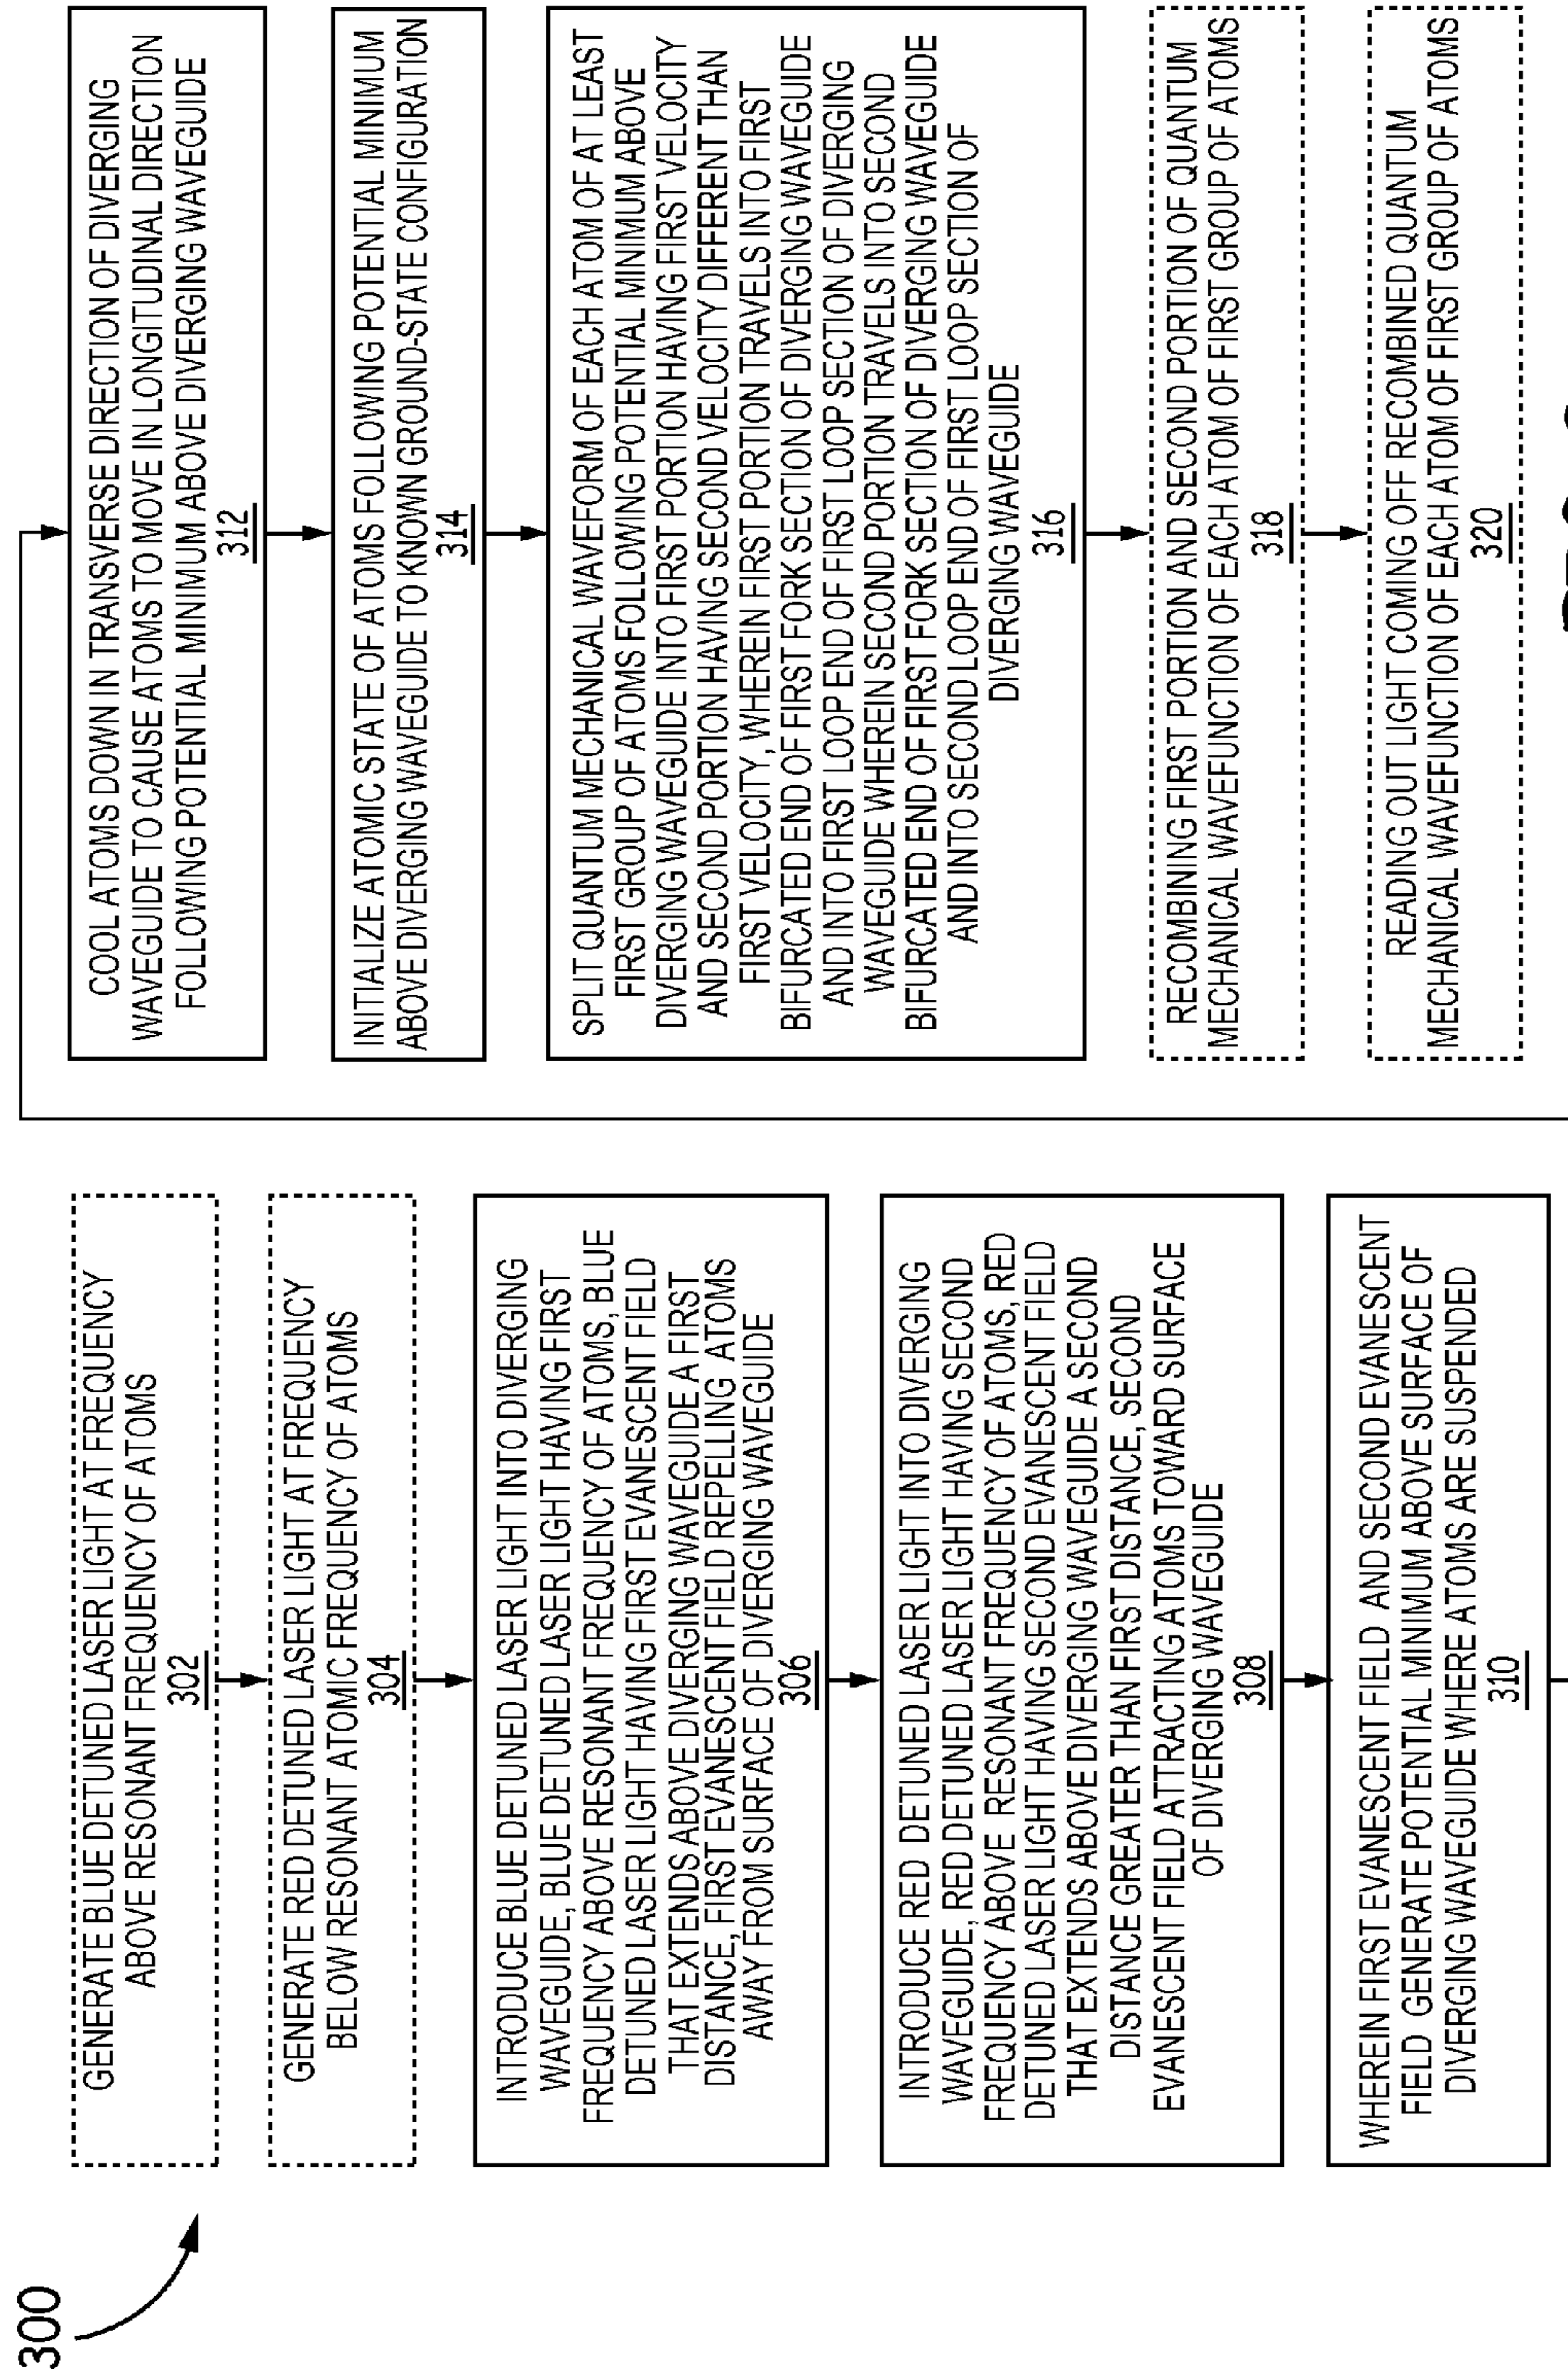 300
GENERATE BLUE DETUNED LASER LIGHT AT FREQUENCY
ABOVE RESONANT FREQUENCY OF ATOMS
302
GENERATE RED DETUNED LASER LIGHT AT FREQUENCY
BELOW RESONANT ATOMIC FREQUENCY OF ATOMS
304
INTRODUCE BLUE DETUNED LASER LIGHT INTO DIVERGING
WAVEGUIDE, BLUE DETUNED LASER LIGHT HAVING FIRST
FREQUENCY ABOVE RESONANT FREQUENCY OF ATOMS, BLUE
DETUNED LASER LIGHT HAVING FIRST EVANESCENT FIELD
THAT EXTENDS ABOVE DIVERGING WAVEGUIDE A FIRST
DISTANCE, FIRST EVANESCENT FIELD REPELLING ATOMS
AWAY FROM SURFACE OF DIVERGING WAVEGUIDE
306
INTRODUCE RED DETUNED LASER LIGHT INTO DIVERGING
WAVEGUIDE, RED DETUNED LASER LIGHT HAVING SECOND
FREQUENCY ABOVE RESONANT FREQUENCY OF ATOMS, RED
DETUNED LASER LIGHT HAVING SECOND EVANESCENT FIELD
THAT EXTENDS ABOVE DIVERGING WAVEGUIDE A SECOND
DISTANCE GREATER THAN FIRST DISTANCE, SECOND
EVANESCENT FIELD ATTRACTING ATOMS TOWARD SURFACE
OF DIVERGING WAVEGUIDE
308
WHEREIN FIRST EVANESCENT FIELD AND SECOND EVANESCENT
FIELD GENERATE POTENTIAL MINIMUM ABOVE SURFACE OF
DIVERGING WAVEGUIDE WHERE ATOMS ARE SUSPENDED
310
COOL ATOMS DOWN IN TRANSVERSE DIRECTION OF DIVERGING
WAVEGUIDE TO CAUSE ATOMS TO MOVE IN LONGITUDINAL DIRECTION
FOLLOWING POTENTIAL MINIMUM ABOVE DIVERGING WAVEGUIDE
312
INITIALIZE ATOMIC STATE OF ATOMS FOLLOWING POTENTIAL MINIMUM
ABOVE DIVERGING WAVEGUIDE TO KNOWN GROUND-STATE CONFIGURATION
314
SPLIT QUANTUM MECHANICAL WAVEFORM OF EACH ATOM OF AT LEAST
FIRST GROUP OF ATOMS FOLLOWING POTENTIAL MINIMUM ABOVE
DIVERGING WAVEGUIDE INTO FIRST PORTION HAVING FIRST VELOCITY
AND SECOND PORTION HAVING SECOND VELOCITY DIFFERENT THAN
FIRST VELOCITY, WHEREIN FIRST PORTION TRAVELS INTO FIRST
BIFURCATED END OF FIRST FORK SECTION OF DIVERGING WAVEGUIDE
AND INTO FIRST LOOP END OF FIRST LOOP SECTION OF DIVERGING
WAVEGUIDE WHEREIN SECOND PORTION TRAVELS INTO SECOND
BIFURCATED END OF FIRST FORK SECTION OF DIVERGING WAVEGUIDE
AND INTO SECOND LOOP END OF FIRST LOOP SECTION OF
DIVERGING WAVEGUIDE
316
RECOMBINING FIRST PORTION AND SECOND PORTION OF QUANTUM
MECHANICAL WAVEFUNCTION OF EACH ATOM OF FIRST GROUP OF ATOMS
318
READING OUT LIGHT COMING OFF RECOMBINED QUANTUM
MECHANICAL WAVEFUNCTION OF EACH ATOM OF FIRST GROUP OF ATOMS
320